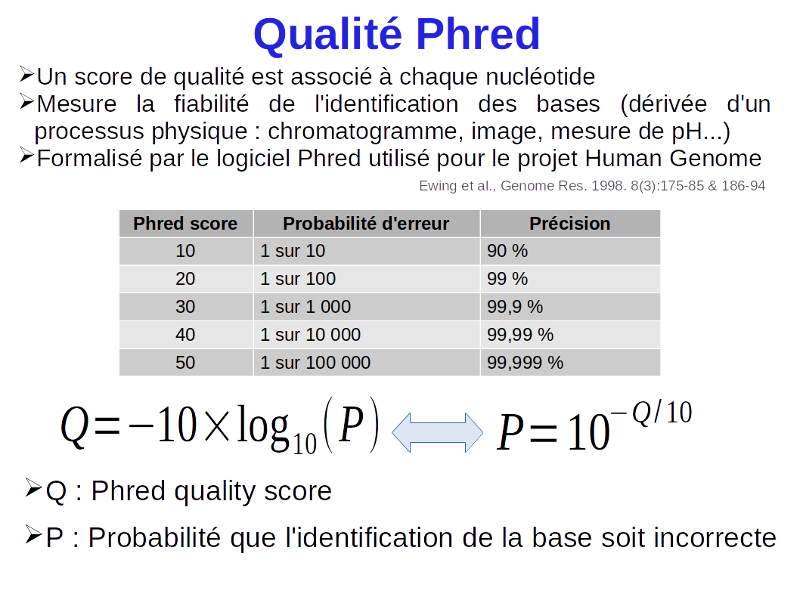 Qualité Phred
➢Un score de qualité est associé à chaque nucléotide
➢Mesure la fiabilité de l'identification des bases (dérivée d'un
processus physique : chromatogramme, image, mesure de pH...)
➢Formalisé par le logiciel Phred utilisé pour le projet Human Genome
Ewing et al., Genome Res. 1998. 8(3):175-85 & 186-94
Phred score Probabilité d'erreur Précision
10 1 sur 10 90 %
20 1 sur 100 99 %
30 1 sur 1 000 99,9 %
40 1 sur 10 000 99,99 %
50 1 sur 100 000 99,999 %
Q=−10×log₁₀(P) P=10^(−Q/10)
➢Q : Phred quality score
➢P : Probabilité que l'identification de la base soit incorrecte